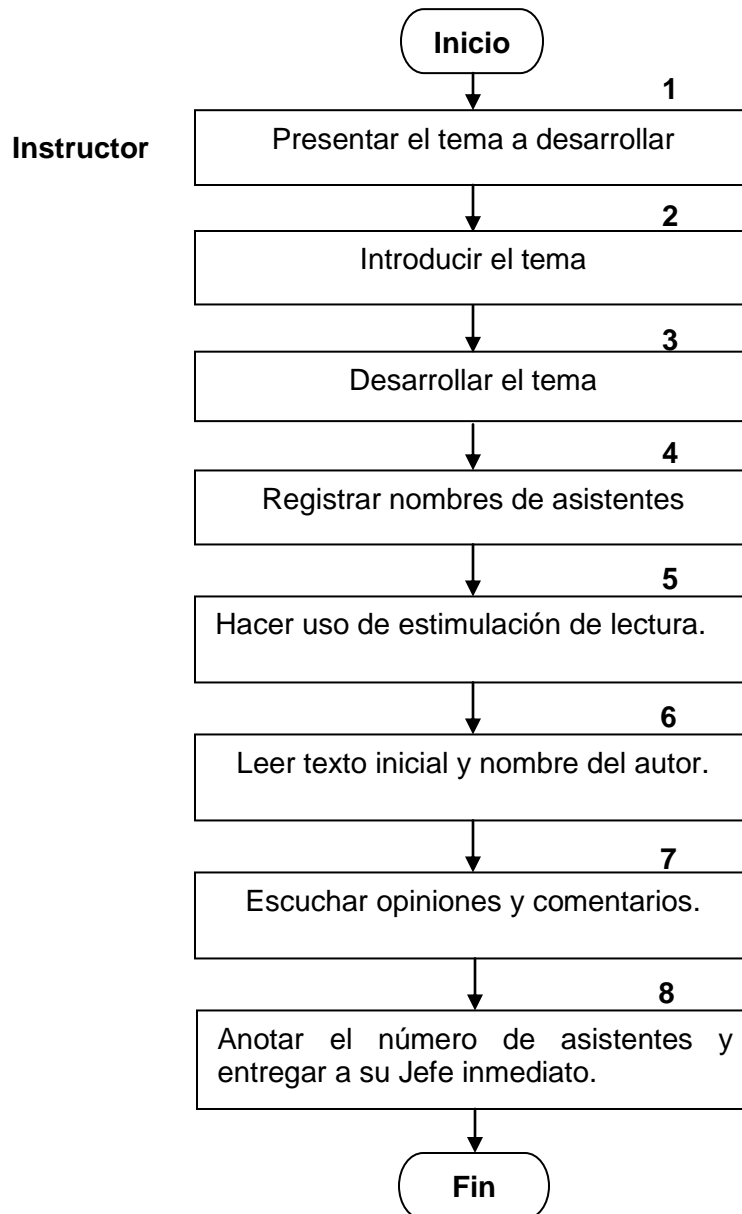 Inicio
1
Instructor
Presentar el tema a desarrollar
2
Introducir el tema
3
Desarrollar el tema
4
Registrar nombres de asistentes
5
Hacer uso de estimulación de lectura.
6
Leer texto inicial y nombre del autor.
7
Escuchar opiniones y comentarios.
8
Anotar el número de asistentes y
entregar a su Jefe inmediato.
Fin